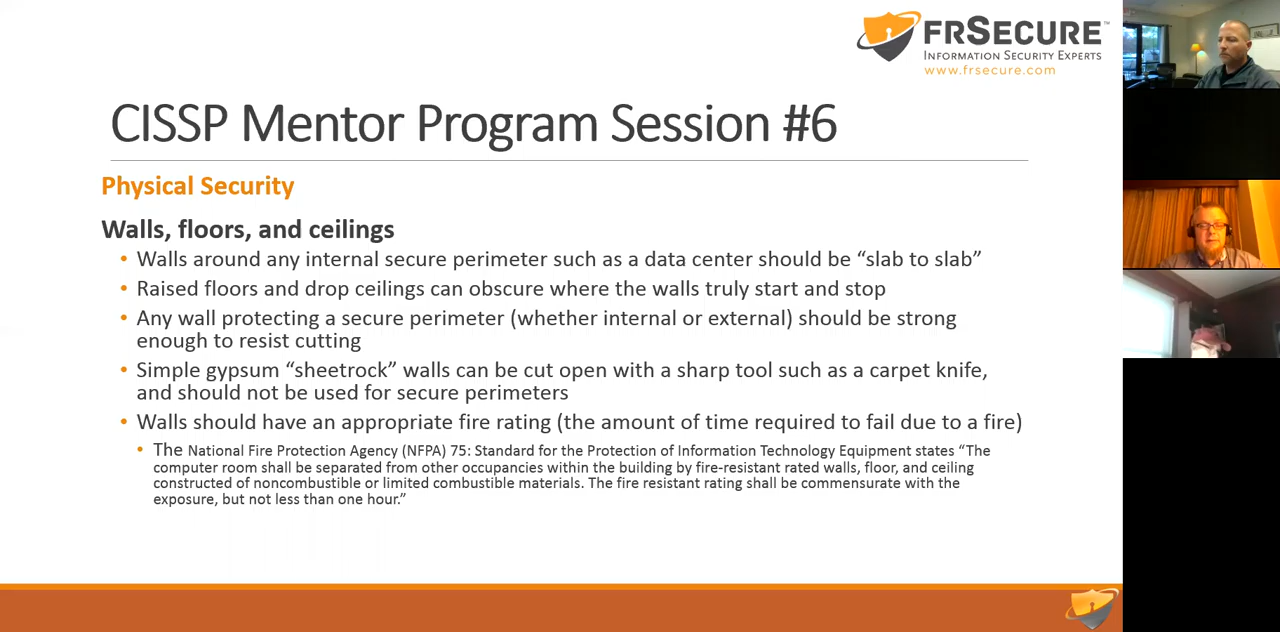 FRSECURE™
INFORMATION SECURITY EXPERTS
www.frsecure.com
CISSP Mentor Program Session #6
Physical Security
Walls, floors, and ceilings
• Walls around any internal secure perimeter such as a data center should be “slab to slab”
• Raised floors and drop ceilings can obscure where the walls truly start and stop
• Any wall protecting a secure perimeter (whether internal or external) should be strong
enough to resist cutting
• Simple gypsum “sheetrock” walls can be cut open with a sharp tool such as a carpet knife,
and should not be used for secure perimeters
• Walls should have an appropriate fire rating (the amount of time required to fail due to a fire)
• The National Fire Protection Agency (NFPA) 75: Standard for the Protection of Information Technology Equipment states “The
computer room shall be separated from other occupancies within the building by fire-resistant rated walls, floor, and ceiling
constructed of noncombustible or limited combustible materials. The fire resistant rating shall be commensurate with the
exposure, but not less than one hour.”